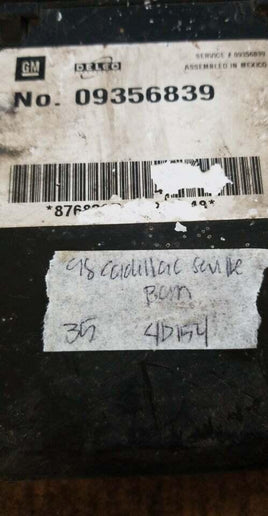 SERVICE # 09356839
GM DELCO ASSEMBLED IN MEXICO
No. 09356839
98 Cadillac Seville
Bcm
35 4D154